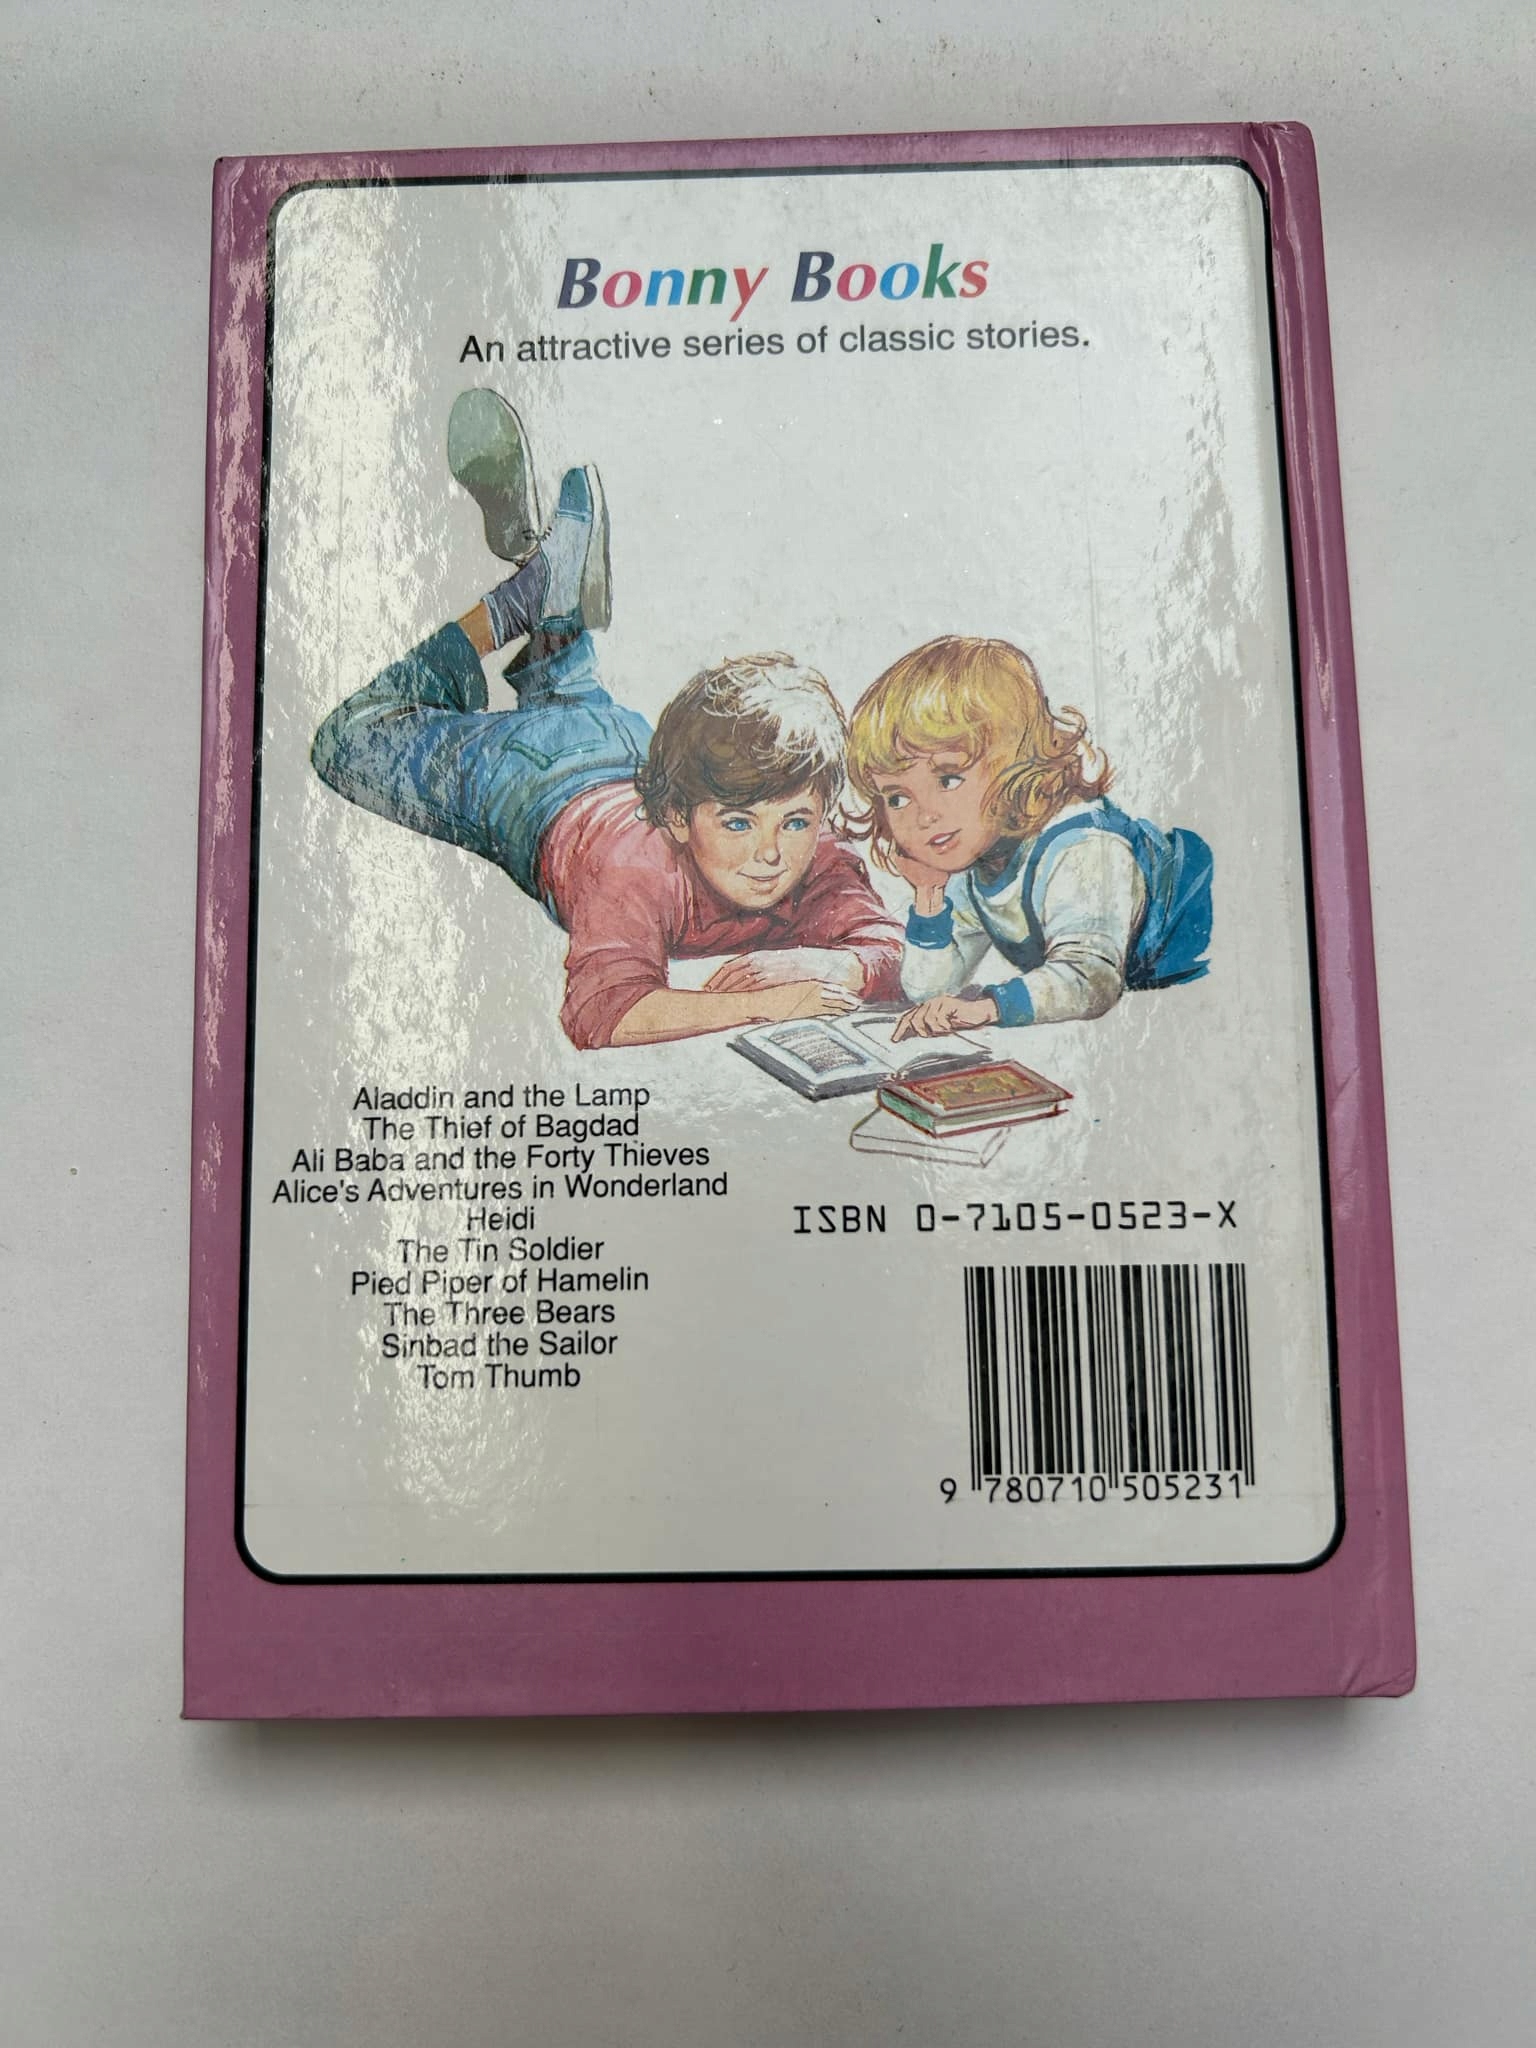 Bonny Books
An attractive series of classic stories.
Aladdin and the Lamp
The Thief of Bagdad
Ali Baba and the Forty Thieves
Alice's Adventures in Wonderland
Heidi
The Tin Soldier
Pied Piper of Hamelin
The Three Bears
Sinbad the Sailor
Tom Thumb
ISBN 0-7105-0523-X
9 780710 505231